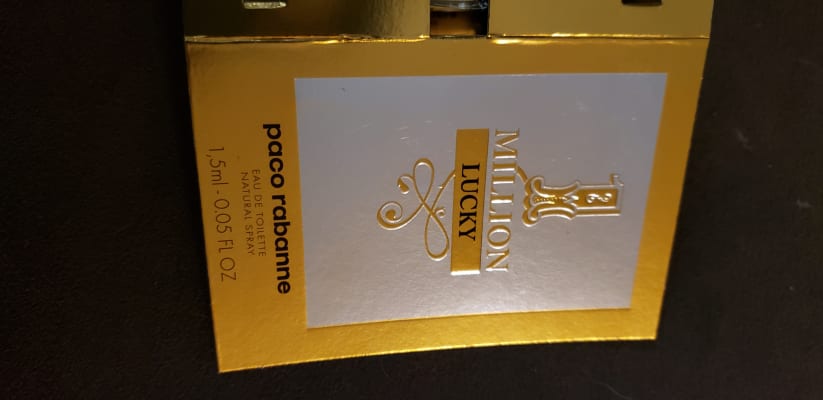 1
MILLION
LUCKY
paco rabanne
EAU DE TOILETTE
NATURAL SPRAY
1,5ml - 0.05 FL OZ